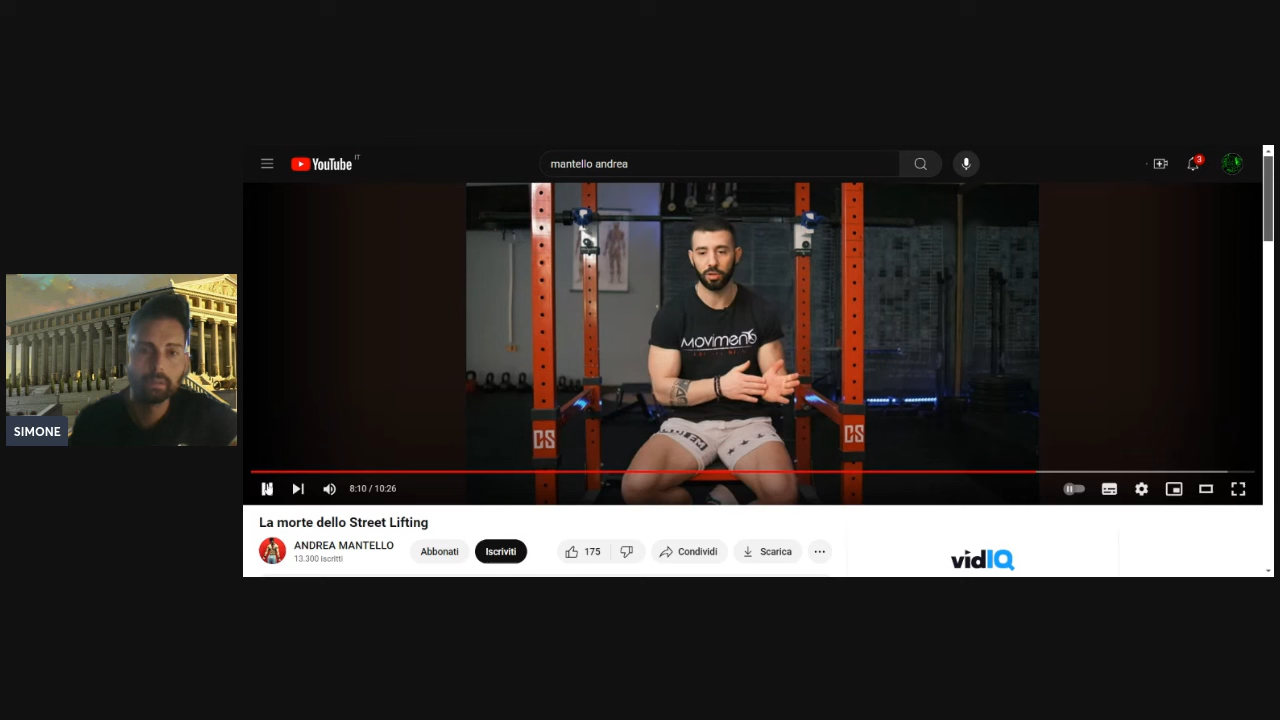 YouTube IT
mantello andrea
3
MOVIMENTO
CS
CS
SIMONE
8:10 / 10:26
La morte dello Street Lifting
ANDREA MANTELLO
13.300 iscritti
Abbonati
Iscriviti
175
Condividi
Scarica
vidIQ